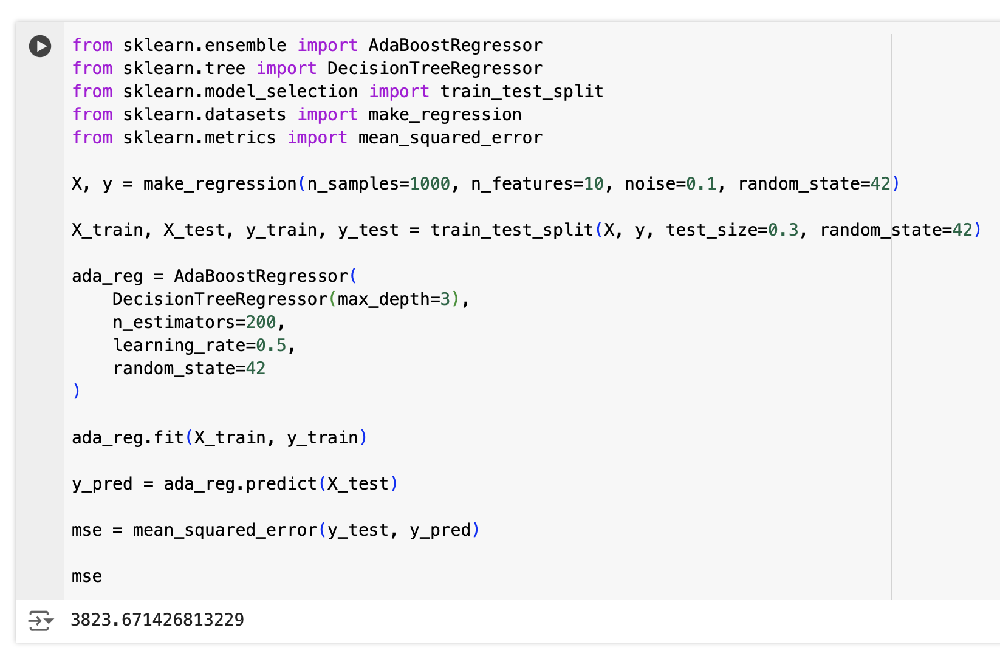 from sklearn.ensemble import AdaBoostRegressor
from sklearn.tree import DecisionTreeRegressor
from sklearn.model_selection import train_test_split
from sklearn.datasets import make_regression
from sklearn.metrics import mean_squared_error

X, y = make_regression(n_samples=1000, n_features=10, noise=0.1, random_state=42)

X_train, X_test, y_train, y_test = train_test_split(X, y, test_size=0.3, random_state=42)

ada_reg = AdaBoostRegressor(
    DecisionTreeRegressor(max_depth=3),
    n_estimators=200,
    learning_rate=0.5,
    random_state=42
)

ada_reg.fit(X_train, y_train)

y_pred = ada_reg.predict(X_test)

mse = mean_squared_error(y_test, y_pred)

mse
3823.671426813229